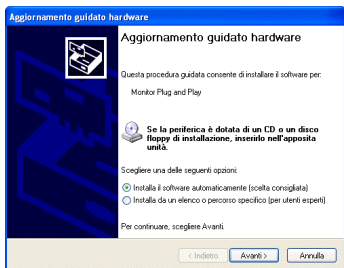 Aggiornamento guidato hardware
Aggiornamento guidato hardware
Questa procedura guidata consente di installare il software per:
Monitor Plug and Play
Se la periferica è dotata di un CD o un disco
floppy di installazione, inserirlo nell'apposita
unità.
Scegliere una delle seguenti opzioni:
Installa il software automaticamente (scelta consigliata)
Installa da un elenco o percorso specifico (per utenti esperti)
Per continuare, scegliere Avanti.
< Indietro
Avanti >
Annulla